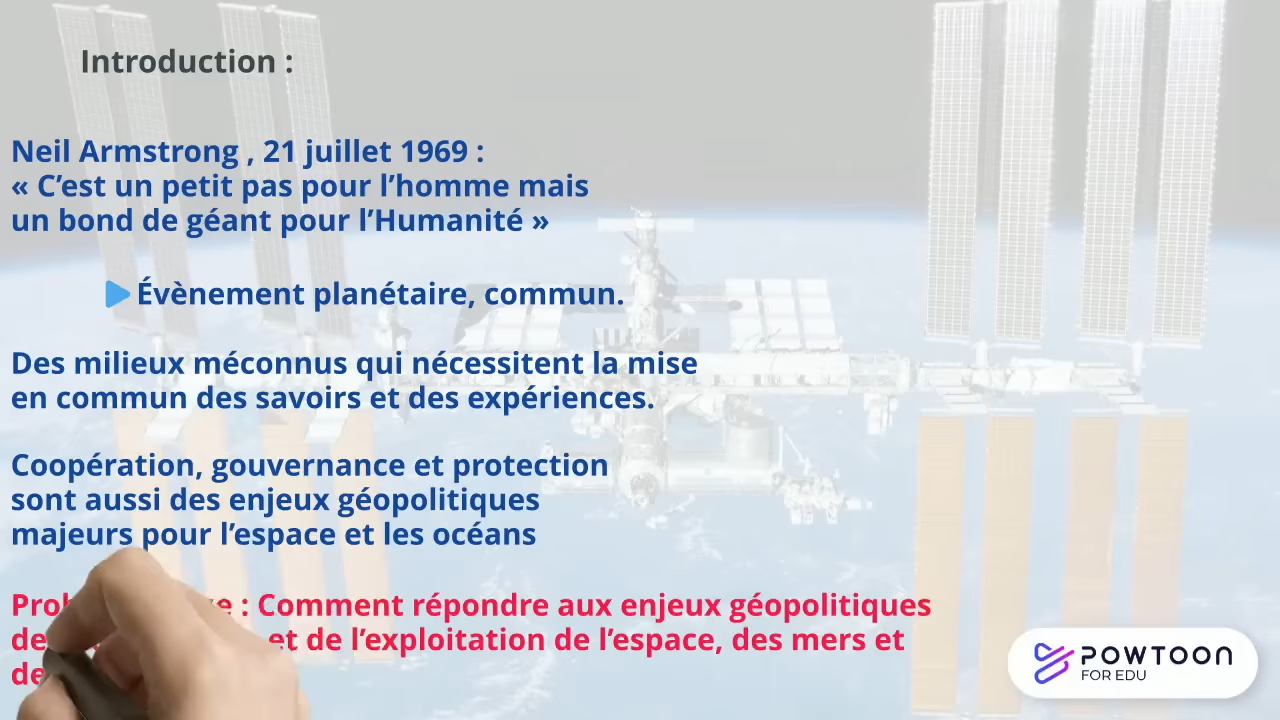 Introduction :
Neil Armstrong , 21 juillet 1969 :
« C’est un petit pas pour l’homme mais
un bond de géant pour l’Humanité »
Évènement planétaire, commun.
Des milieux méconnus qui nécessitent la mise
en commun des savoirs et des expériences.
Coopération, gouvernance et protection
sont aussi des enjeux géopolitiques
majeurs pour l’espace et les océans
: Comment répondre aux enjeux géopolitiques
et de l’exploitation de l’espace, des mers et
POWTOON
FOR EDU